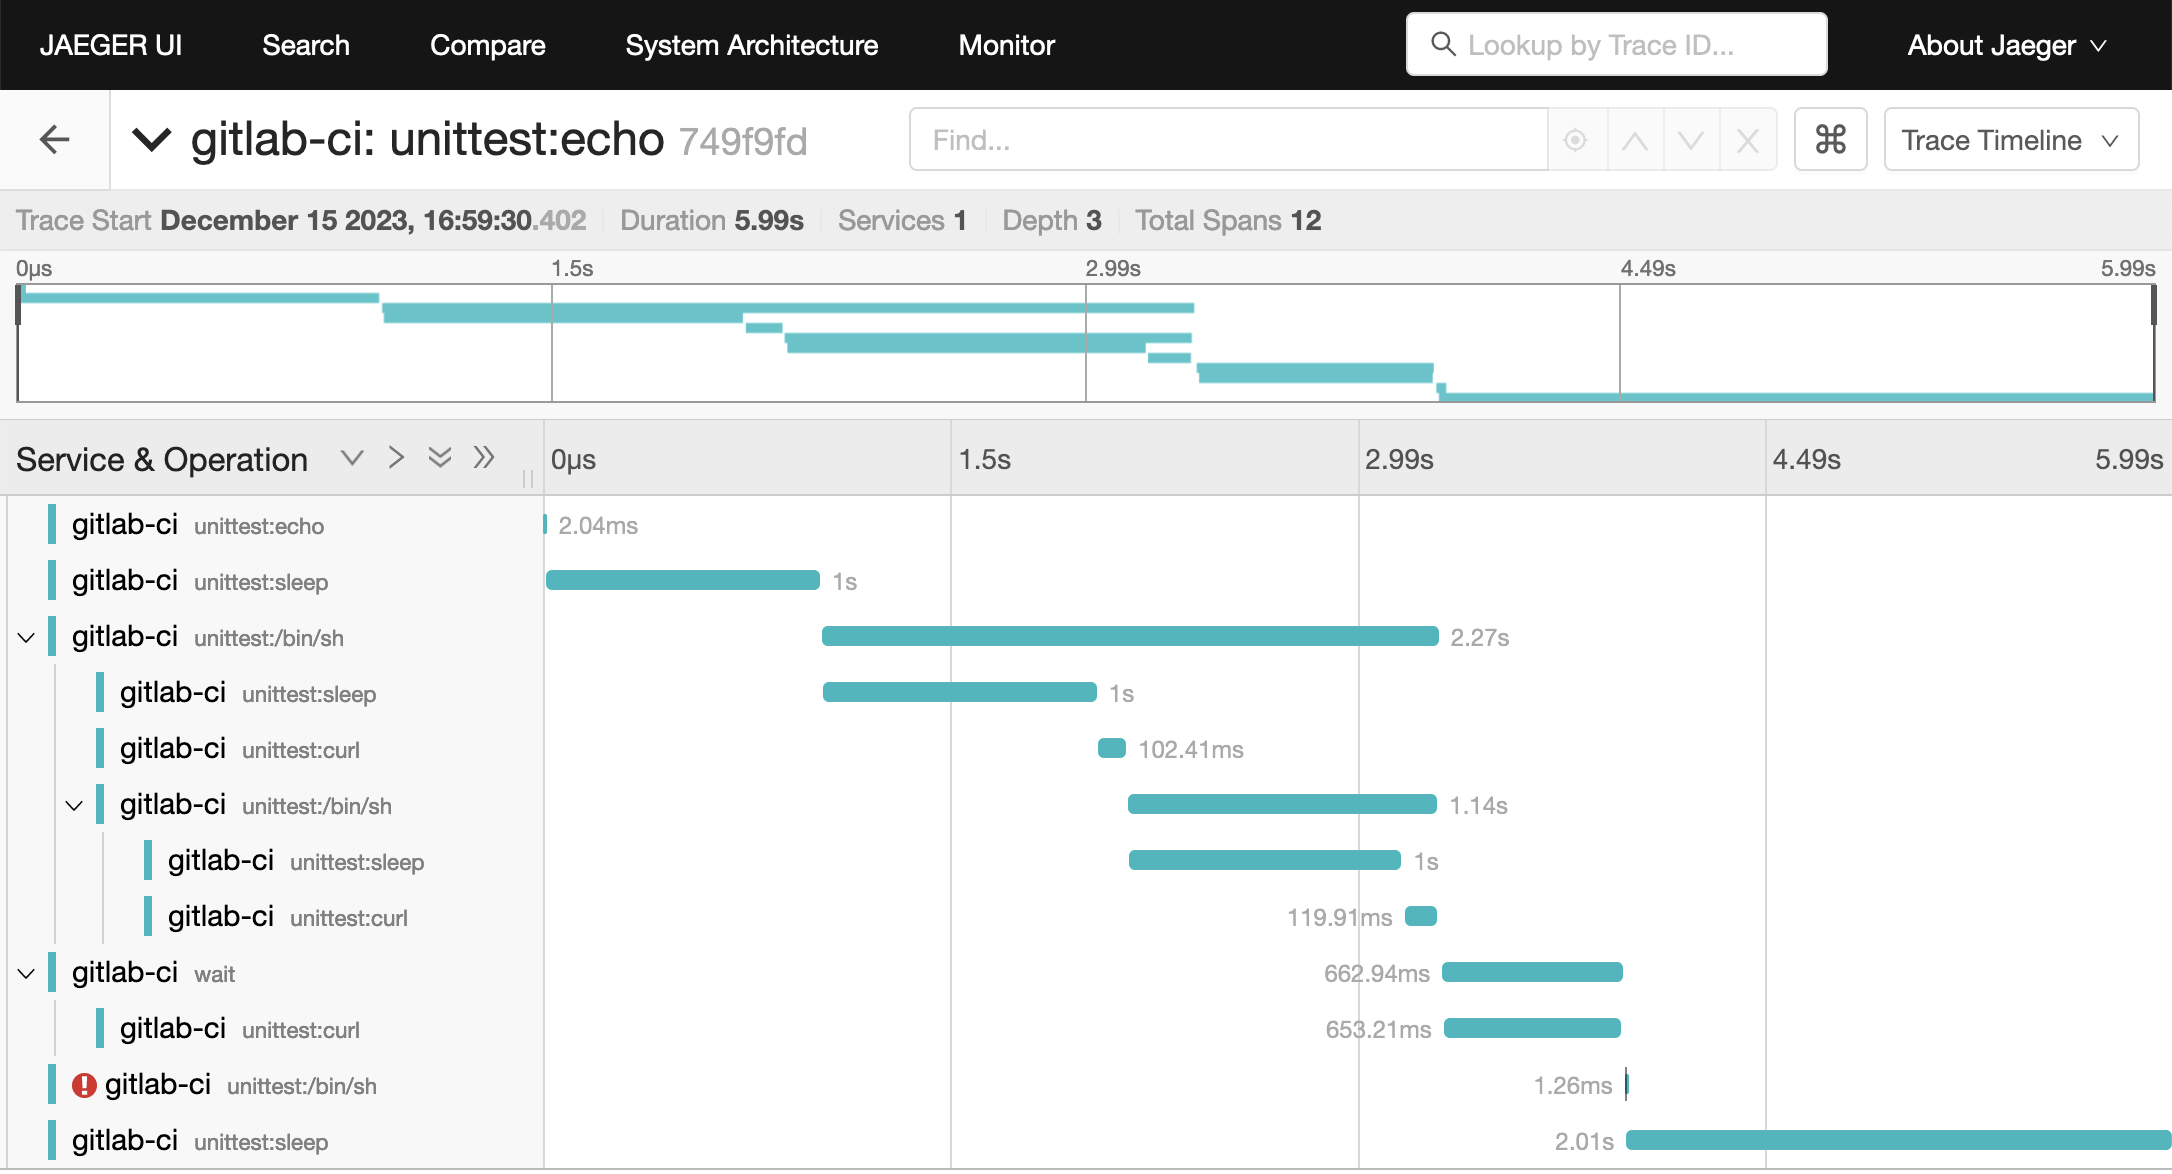 JAEGER UI Search Compare System Architecture Monitor Lookup by Trace ID... About Jaeger
gitlab-ci: unittest:echo 749f9fd Find... ⌘ Trace Timeline
Trace Start December 15 2023, 16:59:30.402 Duration 5.99s Services 1 Depth 3 Total Spans 12
0μs 1.5s 2.99s 4.49s 5.99s
Service & Operation 0μs 1.5s 2.99s 4.49s 5.99s
gitlab-ci unittest:echo 2.04ms
gitlab-ci unittest:sleep 1s
gitlab-ci unittest:/bin/sh 2.27s
gitlab-ci unittest:sleep 1s
gitlab-ci unittest:curl 102.41ms
gitlab-ci unittest:/bin/sh 1.14s
gitlab-ci unittest:sleep 1s
gitlab-ci unittest:curl 119.91ms
gitlab-ci wait 662.94ms
gitlab-ci unittest:curl 653.21ms
gitlab-ci unittest:/bin/sh 1.26ms
gitlab-ci unittest:sleep 2.01s